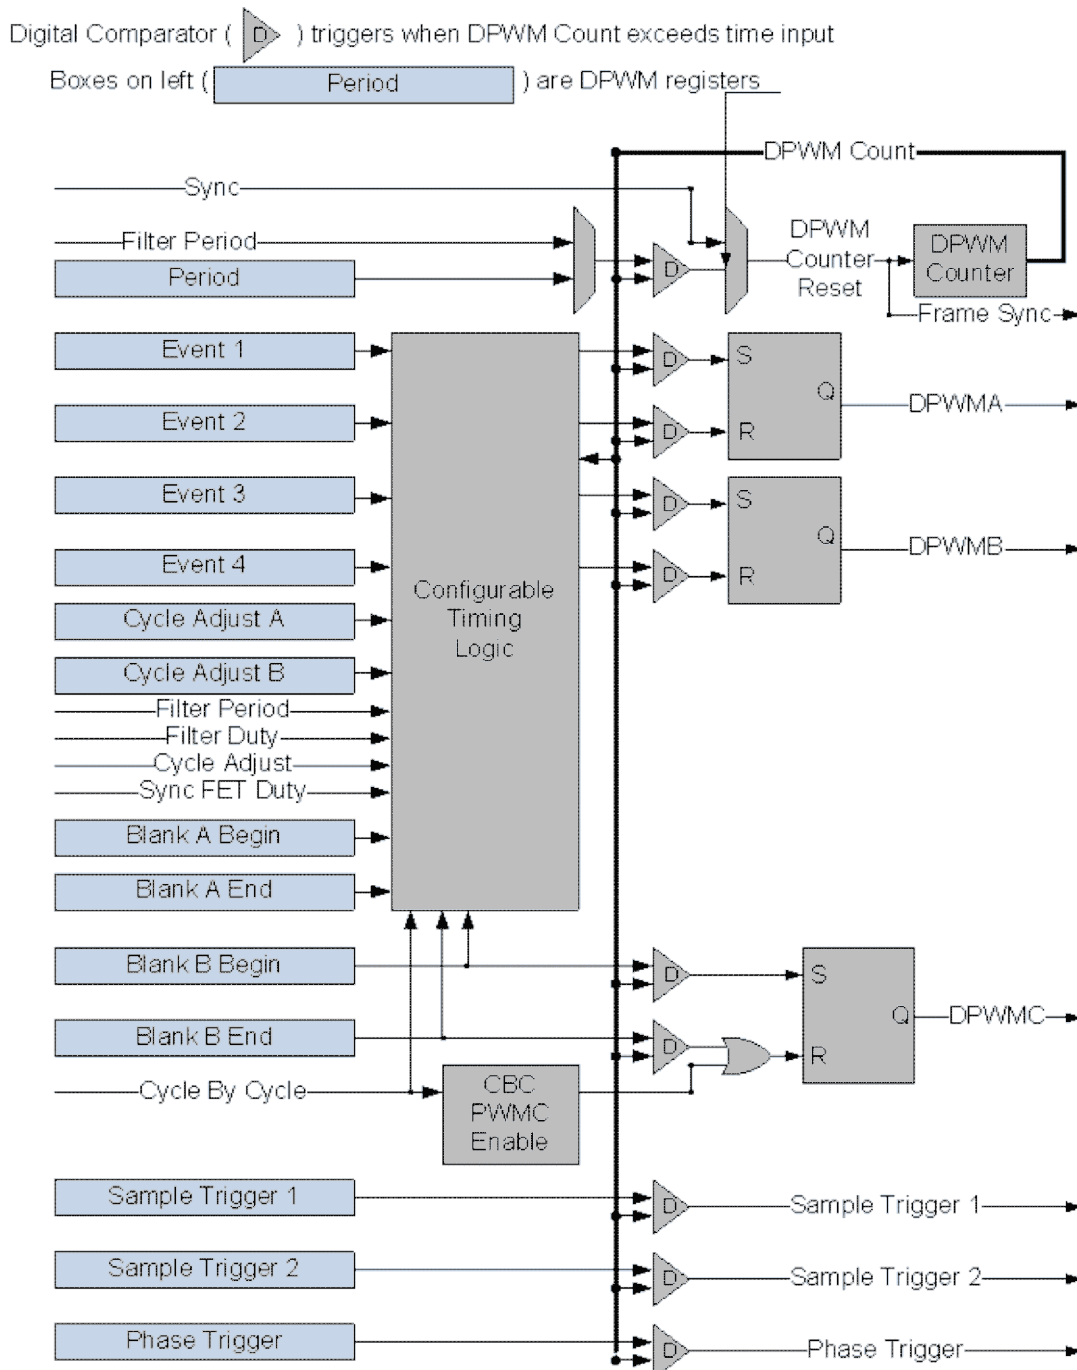 Digital Comparator ( D ) triggers when DPWM Count exceeds time input
Boxes on left ( Period ) are DPWM registers
DPWM Count
Sync
Filter Period
Period
D
DPWM
Counter
Reset
DPWM
Counter
Frame Sync
Event 1
Event 2
Event 3
Event 4
Cycle Adjust A
Cycle Adjust B
Filter Period
Filter Duty
Cycle Adjust
Sync FET Duty
Blank A Begin
Blank A End
Configurable
Timing
Logic
D
D
S
R
Q
DPWMA
D
D
S
R
Q
DPWMB
Blank B Begin
Blank B End
Cycle By Cycle
CBC
PWMC
Enable
D
D
S
R
Q
DPWMC
Sample Trigger 1
D
Sample Trigger 1
Sample Trigger 2
D
Sample Trigger 2
Phase Trigger
D
Phase Trigger